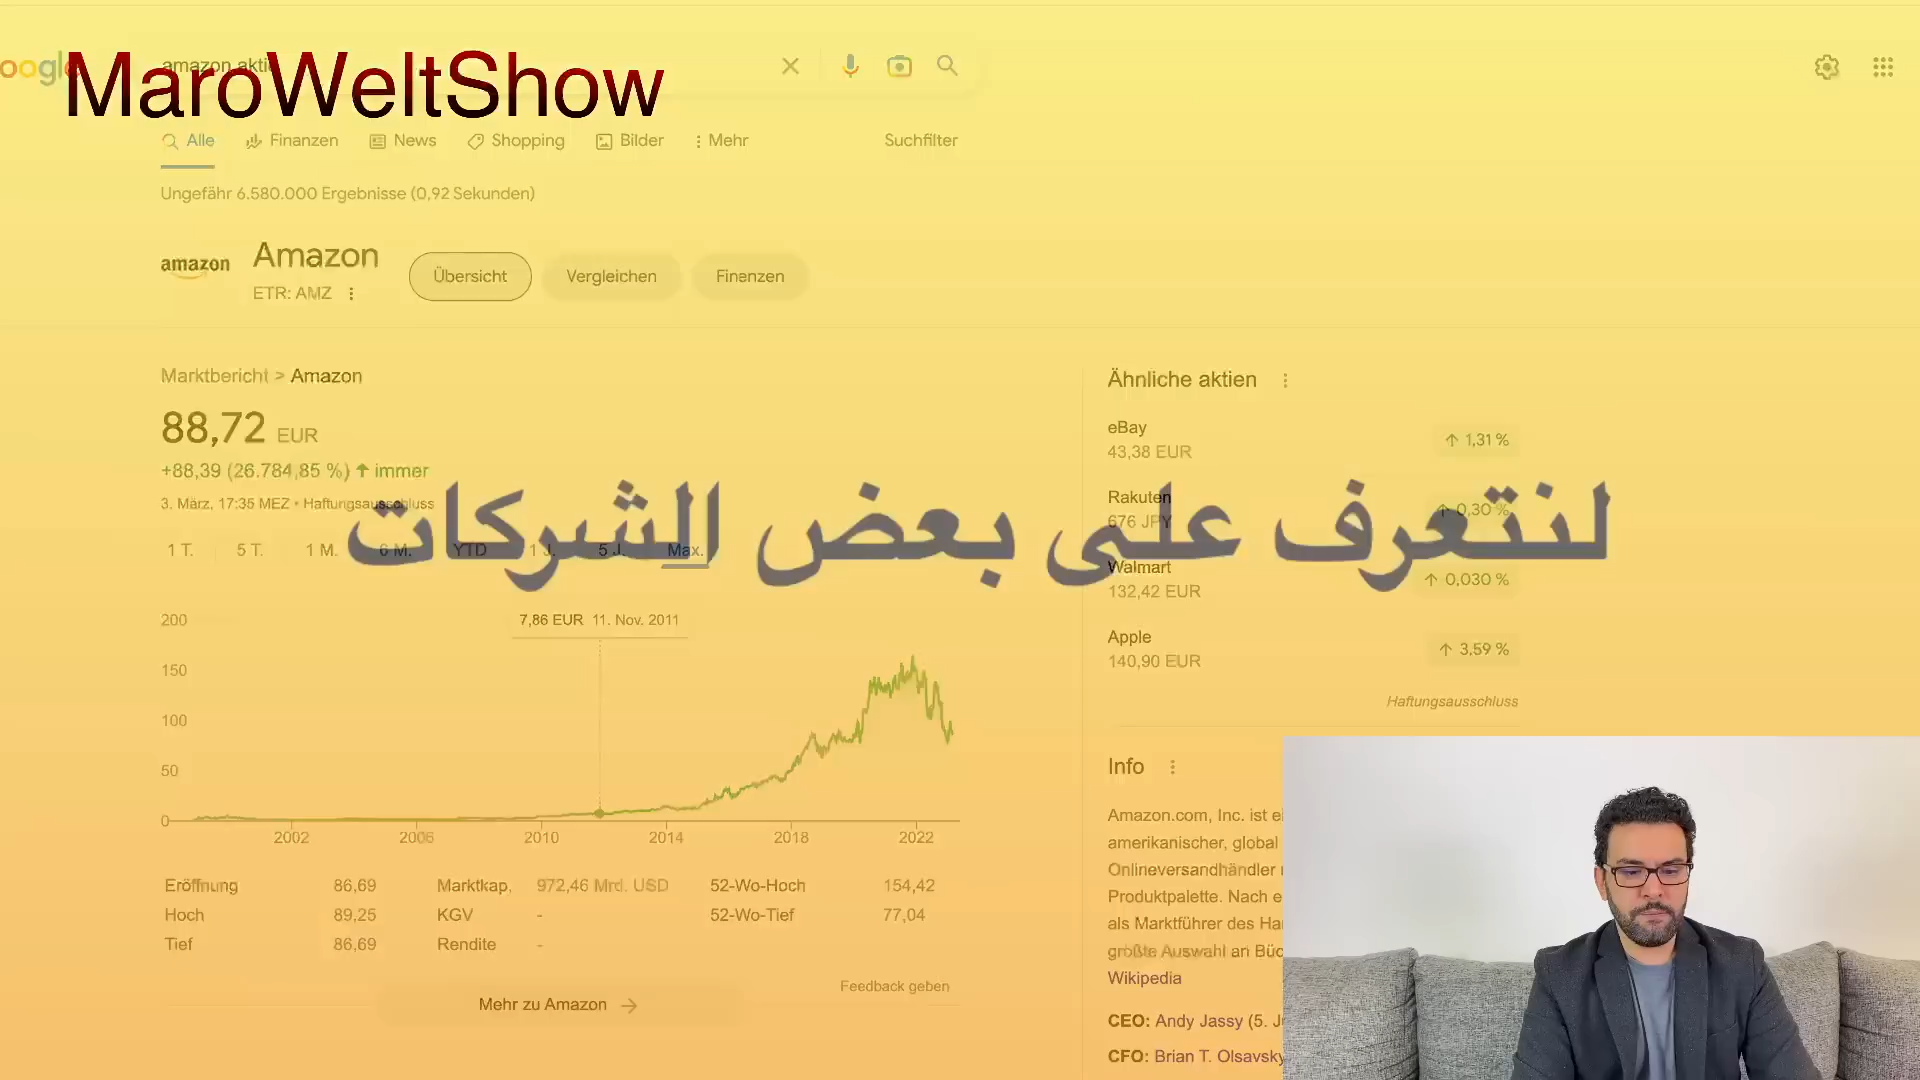 MaroWeltShow
amazon aktie
Alle Finanzen News Shopping Bilder Mehr Suchfilter
Ungefähr 6.580.000 Ergebnisse (0,92 Sekunden)
amazon
Amazon
ETR: AMZ
Übersicht Vergleichen Finanzen
Marktbericht > Amazon
88,72 EUR
+88,39 (26.784,85 %) ↑ immer
3. März, 17:35 MEZ • Haftungsausschluss
لنتعرف على بعض الشركات
1 T. 5 T. 1 M. 6 M. YTD 1 J. 5 J. Max.
7,86 EUR 11. Nov. 2011
200
150
100
50
0
2002 2006 2010 2014 2018 2022
Eröffnung 86,69 Marktkap. 972,46 Mrd. USD 52-Wo-Hoch 154,42
Hoch 89,25 KGV - 52-Wo-Tief 77,04
Tief 86,69 Rendite -
Feedback geben
Mehr zu Amazon →
Ähnliche aktien
eBay
43,38 EUR ↑ 1,31 %
Rakuten
676 JPY ↑ 0,30 %
Walmart
132,42 EUR ↑ 0,030 %
Apple
140,90 EUR ↑ 3,59 %
Haftungsausschluss
Info
Amazon.com, Inc. ist
amerikanischer, global
Onlineversandhändler
Produktpalette. Nach
als Marktführer des
größte Auswahl an
Wikipedia
CEO: Andy Jassy (5.
CFO: Brian T. Olsavsky